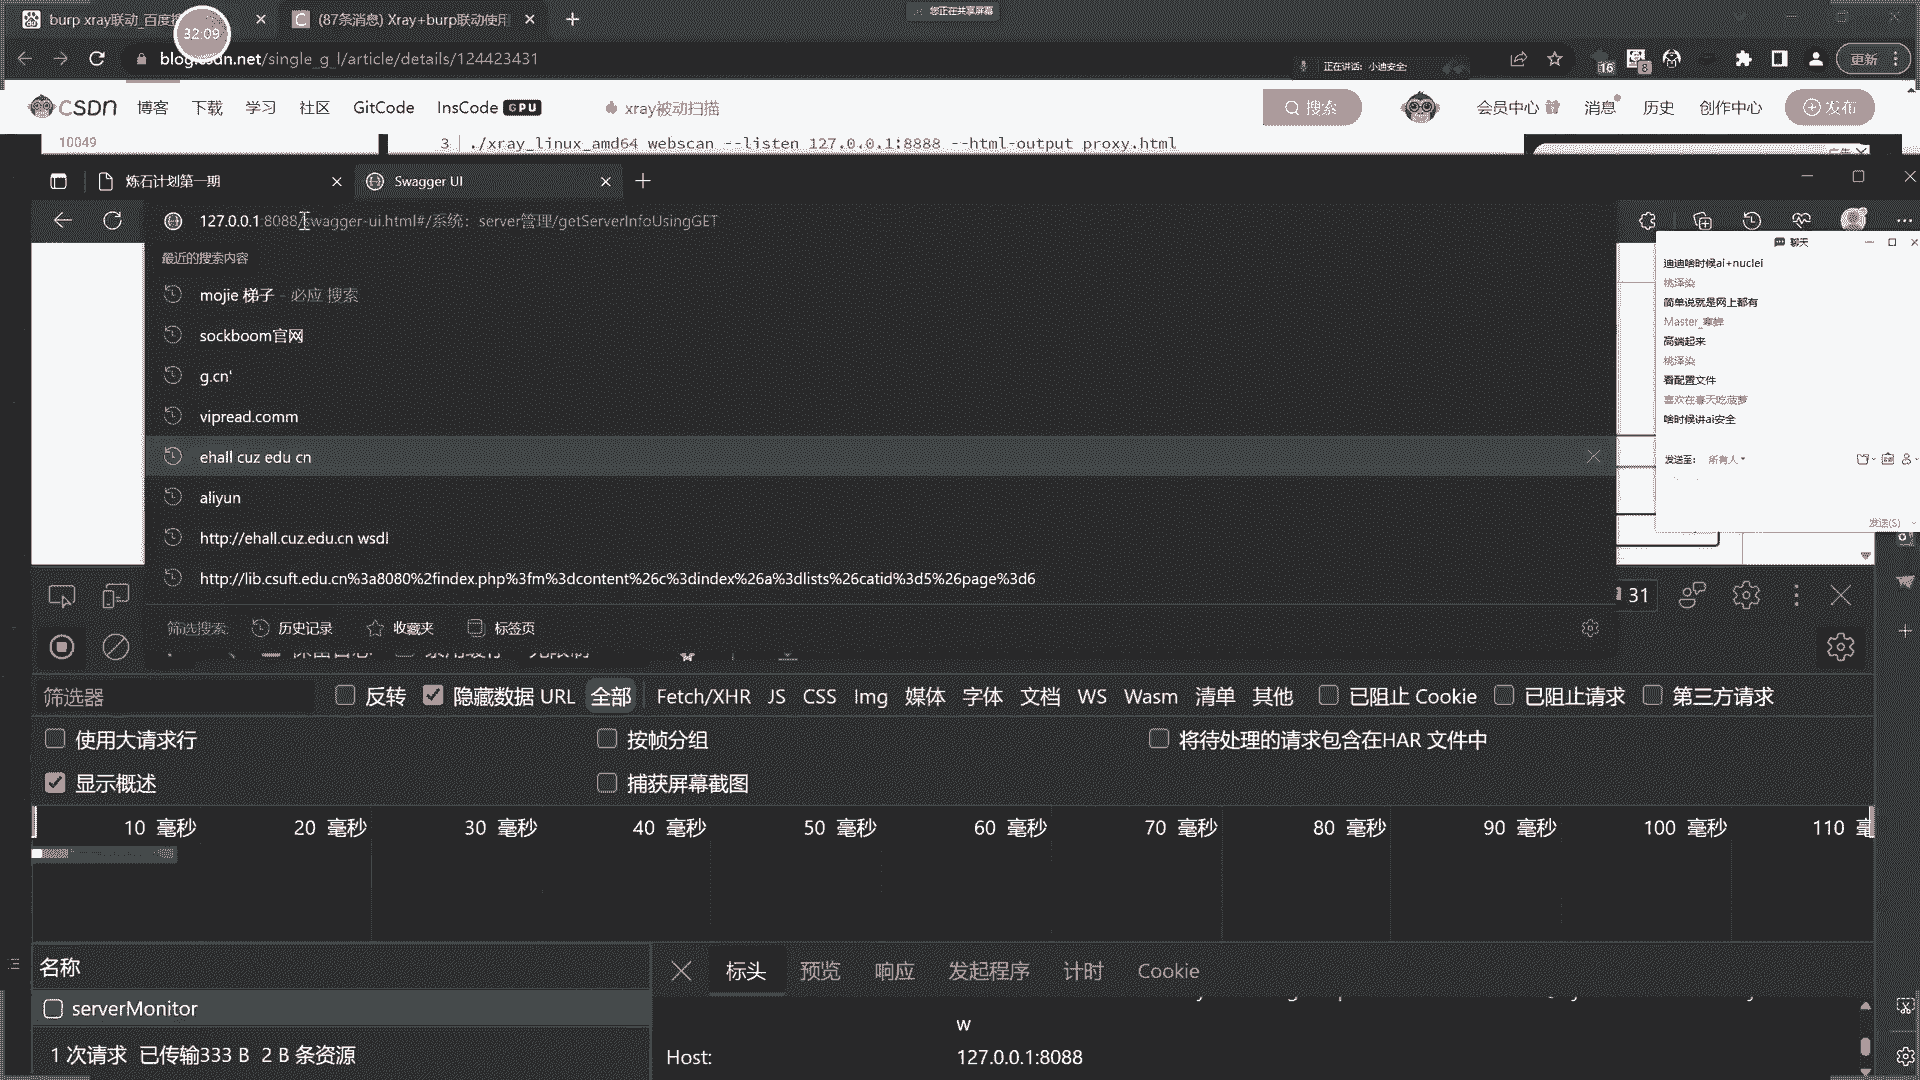 您正在共享屏幕
burp xray联动_百度搜
(87条消息) Xray+burp联动使用
32:09
blog.csdn.net/single_g_l/article/details/124423431
正在讲话: 小迪安全;
16
8
更新
CSDN 博客 下载 学习 社区 GitCode InsCode GPU xray被动扫描 搜索 会员中心 消息 历史 创作中心 发布
10049
3 ./xray_linux_amd64 webscan --listen 127.0.0.1:8888 --html-output proxy.html
炼石计划第一期
Swagger UI
127.0.0.1:8088/swagger-ui.html#/系统: server管理/getServerInfoUsingGET
最近的搜索内容
mojie 梯子 - 必应 搜索
sockboom官网
g.cn'
vipread.comm
ehall cuz edu cn
aliyun
http://ehall.cuz.edu.cn wsdl
http://lib.csuft.edu.cn%3a8080%2findex.php%3fm%3dcontent%26c%3dindex%26a%3dlists%26catid%3d5%26page%3d6
筛选搜索: 历史记录 收藏夹 标签页
聊天
迪迪啥时候ai+nuclei
桃泽染
简单说就是网上都有
高端起来
桃泽染
看配置文件
喜欢在春天吃菠萝
啥时候讲ai安全
发送至: 所有人
发送(S)
31
筛选器 反转 隐藏数据 URL 全部 Fetch/XHR JS CSS Img 媒体 字体 文档 WS Wasm 清单 其他 已阻止 Cookie 已阻止请求 第三方请求
使用大请求行 按帧分组 将待处理的请求包含在HAR 文件中
显示概述 捕获屏幕截图
10 毫秒 20 毫秒 30 毫秒 40 毫秒 50 毫秒 60 毫秒 70 毫秒 80 毫秒 90 毫秒 100 毫秒 110 毫
名称
标头 预览 响应 发起程序 计时 Cookie
serverMonitor
w
1 次请求 已传输333 B 2 B 条资源
Host: 127.0.0.1:8088